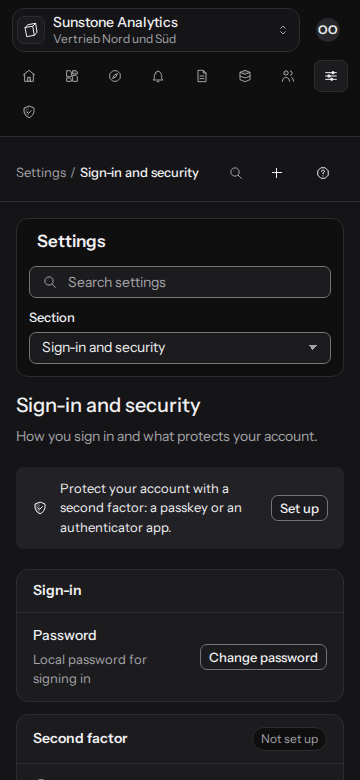 Sunstone Analytics
Vertrieb Nord und Süd
OO
Settings / Sign-in and security
Settings
Search settings
Section
Sign-in and security
Sign-in and security
How you sign in and what protects your account.
Protect your account with a
second factor: a passkey or an
authenticator app.
Set up
Sign-in
Password
Local password for
signing in
Change password
Second factor
Not set up